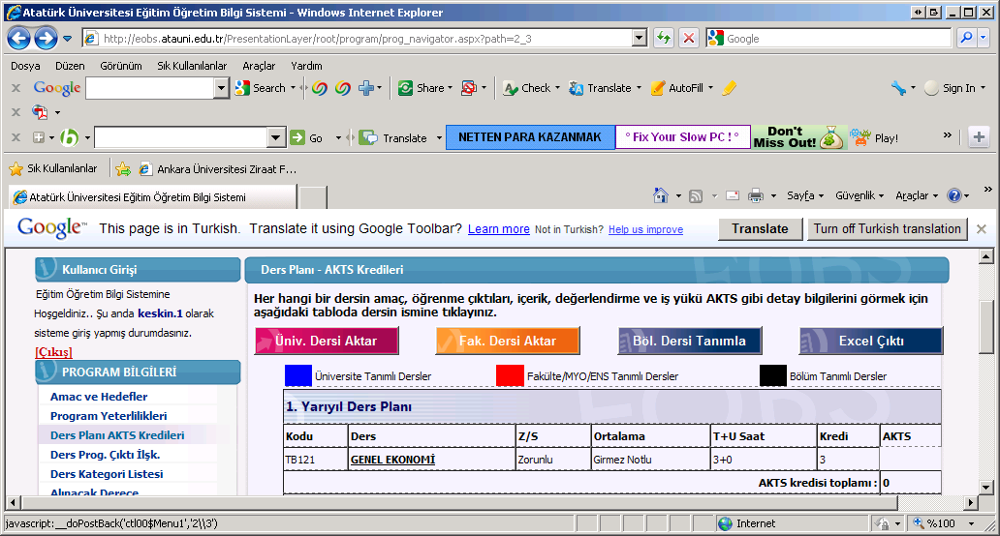 Atatürk Üniversitesi Eğitim Öğretim Bilgi Sistemi - Windows Internet Explorer
http://eobs.atauni.edu.tr/PresentationLayer/root/program/prog_navigator.aspx?path=2_3
Google
Dosya Düzen Görünüm Sık Kullanılanlar Araçlar Yardım
x Google Search Share Check Translate AutoFill Sign In
x
x b Go Translate NETTEN PARA KAZANMAK ° Fix Your Slow PC ! ° Don't Miss Out! Play!
Sık Kullanılanlar Ankara Üniversitesi Ziraat F...
Atatürk Üniversitesi Eğitim Öğretim Bilgi Sistemi Sayfa Güvenlik Araçlar
Google™ This page is in Turkish. Translate it using Google Toolbar? Learn more Not in Turkish? Help us improve Translate Turn off Turkish translation
Kullanıcı Girişi
Eğitim Öğretim Bilgi Sistemine
Hoşgeldiniz.. Şu anda keskin.1 olarak
sisteme giriş yapmış durumdasınız.
[Çıkış]
PROGRAM BİLGİLERİ
Amac ve Hedefler
Program Yeterlilikleri
Ders Planı AKTS Kredileri
Ders Prog. Çıktı İlşk.
Ders Kategori Listesi
Alınacak Derece
Ders Planı - AKTS Kredileri
Her hangi bir dersin amaç, öğrenme çıktıları, içerik, değerlendirme ve iş yükü AKTS gibi detay bilgilerini görmek için
aşağıdaki tabloda dersin ismine tıklayınız.
Üniv. Dersi Aktar Fak. Dersi Aktar Böl. Dersi Tanımla Excel Çıktı
Üniversite Tanımlı Dersler Fakülte/MYO/ENS Tanımlı Dersler Bölüm Tanımlı Dersler
1. Yarıyıl Ders Planı
Kodu Ders Z/S Ortalama T+U Saat Kredi AKTS
TB121 GENEL EKONOMİ Zorunlu Girmez Notlu 3+0 3
AKTS kredisi toplamı : 0
javascript:__doPostBack('ctl00$Menu1','2\\3') Internet %100